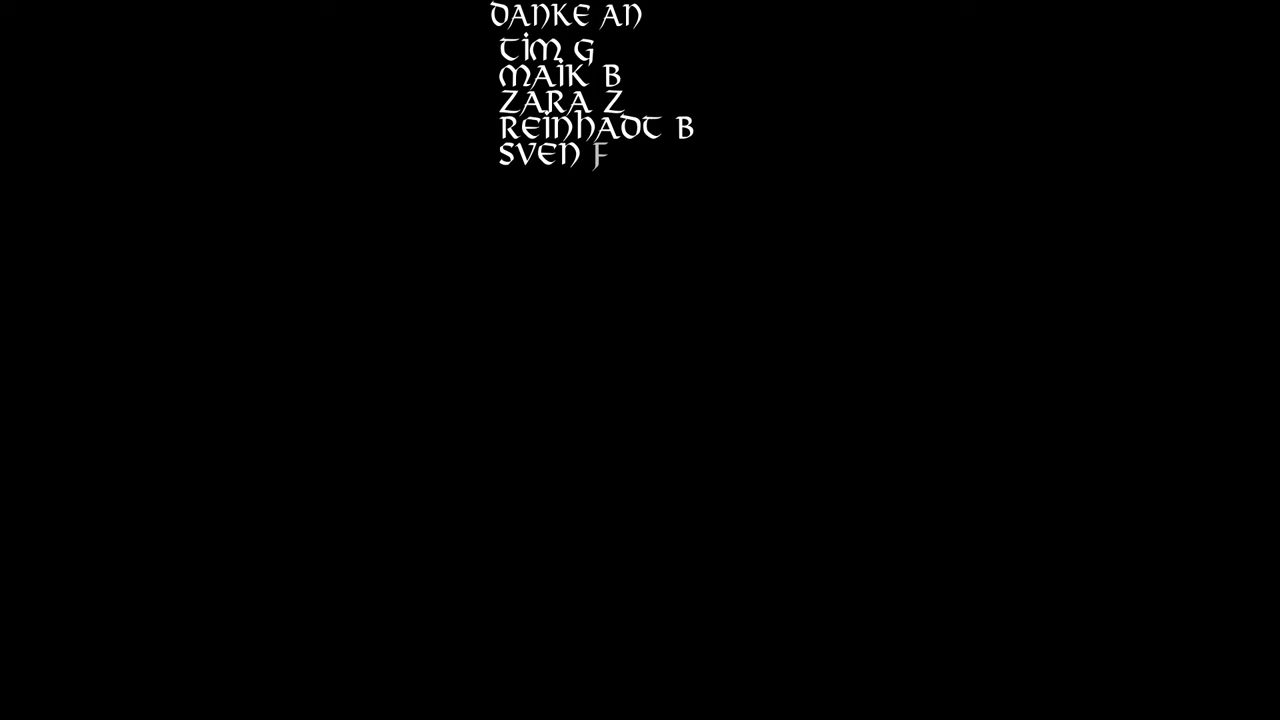 DANKE AN
TIM G
MAIK B
ZARA Z
REINHADT B
SVEN F